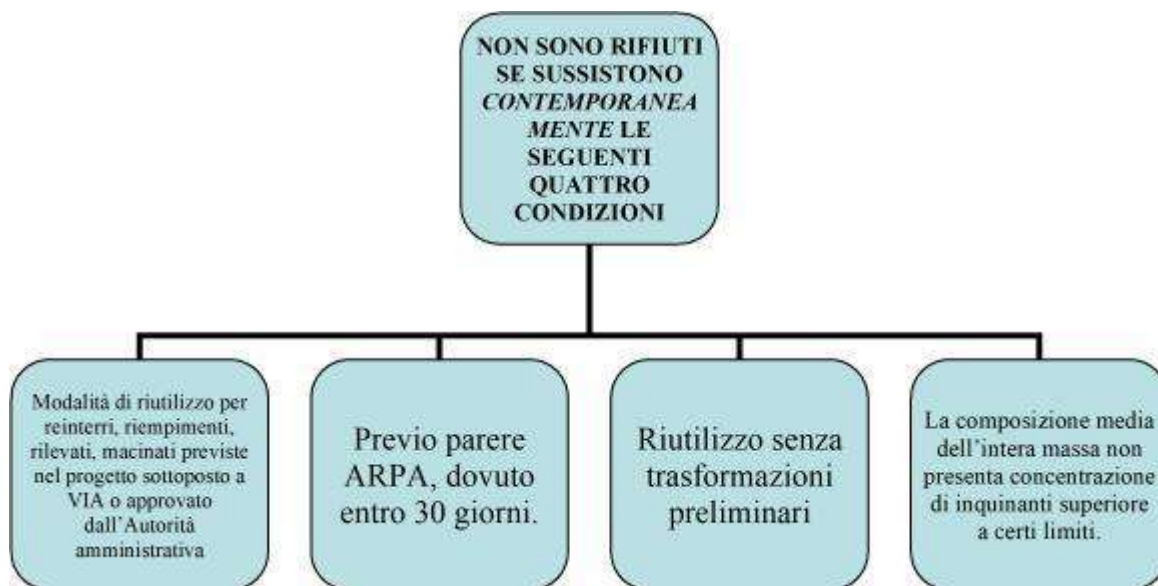 NON SONO RIFIUTI
SE SUSSISTONO
CONTEMPORANEA
MENTE LE
SEGUENTI
QUATTRO
CONDIZIONI
Modalità di riutilizzo per
reinterri, riempimenti,
rilevati, macinati previste
nel progetto sottoposto a
VIA o approvato
dall'Autorità
amministrativa
Previo parere
ARPA, dovuto
entro 30 giorni.
Riutilizzo senza
trasformazioni
preliminari
La composizione media
dell'intera massa non
presenta concentrazione
di inquinanti superiore
a certi limiti.